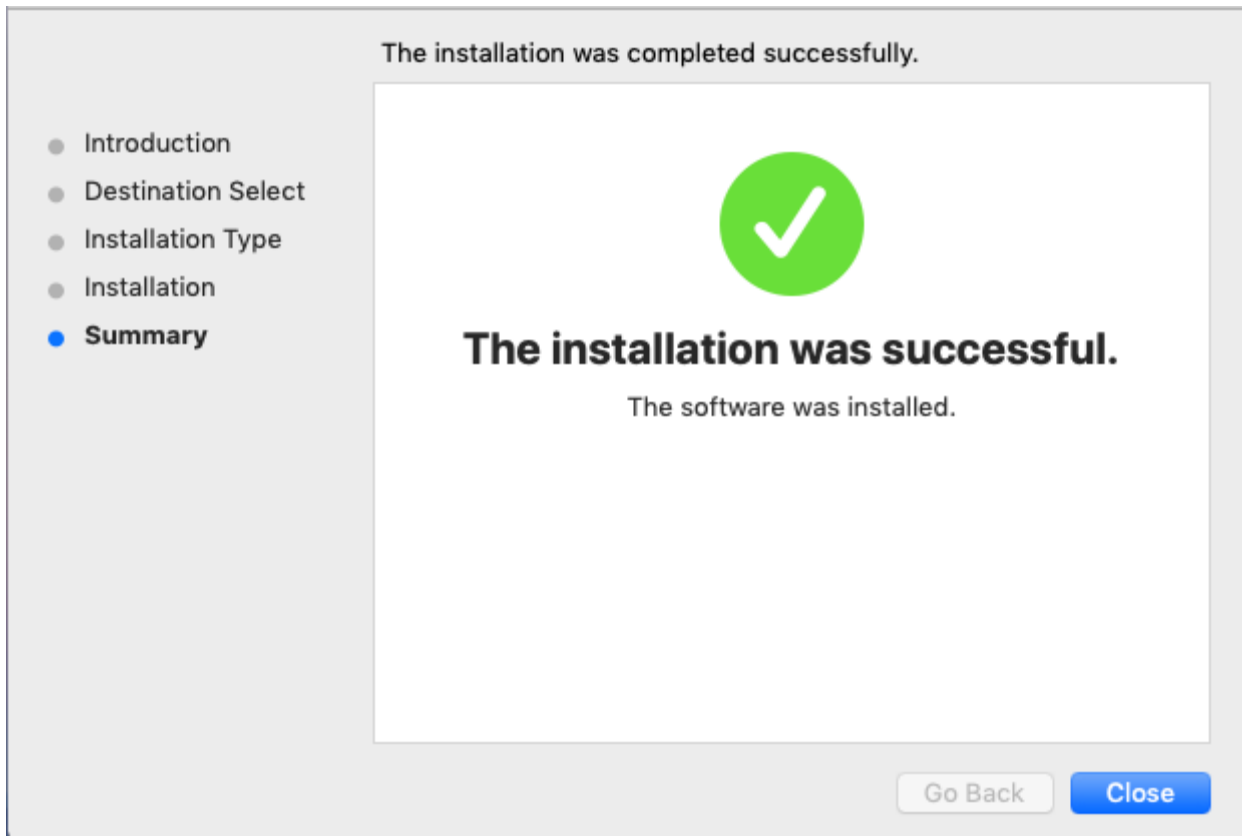 The installation was completed successfully.
Introduction
Destination Select
Installation Type
Installation
Summary
The installation was successful.
The software was installed.
Go Back
Close